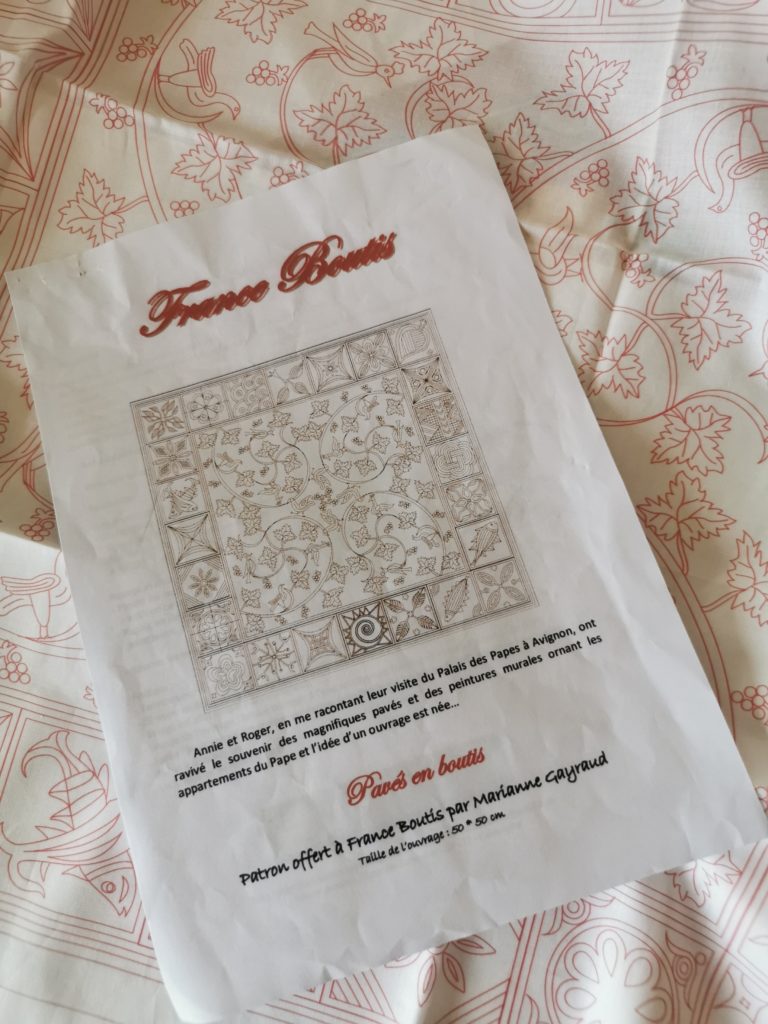 France Boutis
Annie et Roger, en me racontant leur visite du Palais des Papes à Avignon, ont
ravivé le souvenir des magnifiques pavés et des peintures murales ornant les
appartements du Pape et l'idée d'un ouvrage est née...
Pavés en boutis
Patron offert à France Boutis par Marianne Gayraud
Taille de l'ouvrage : 50 * 50 cm